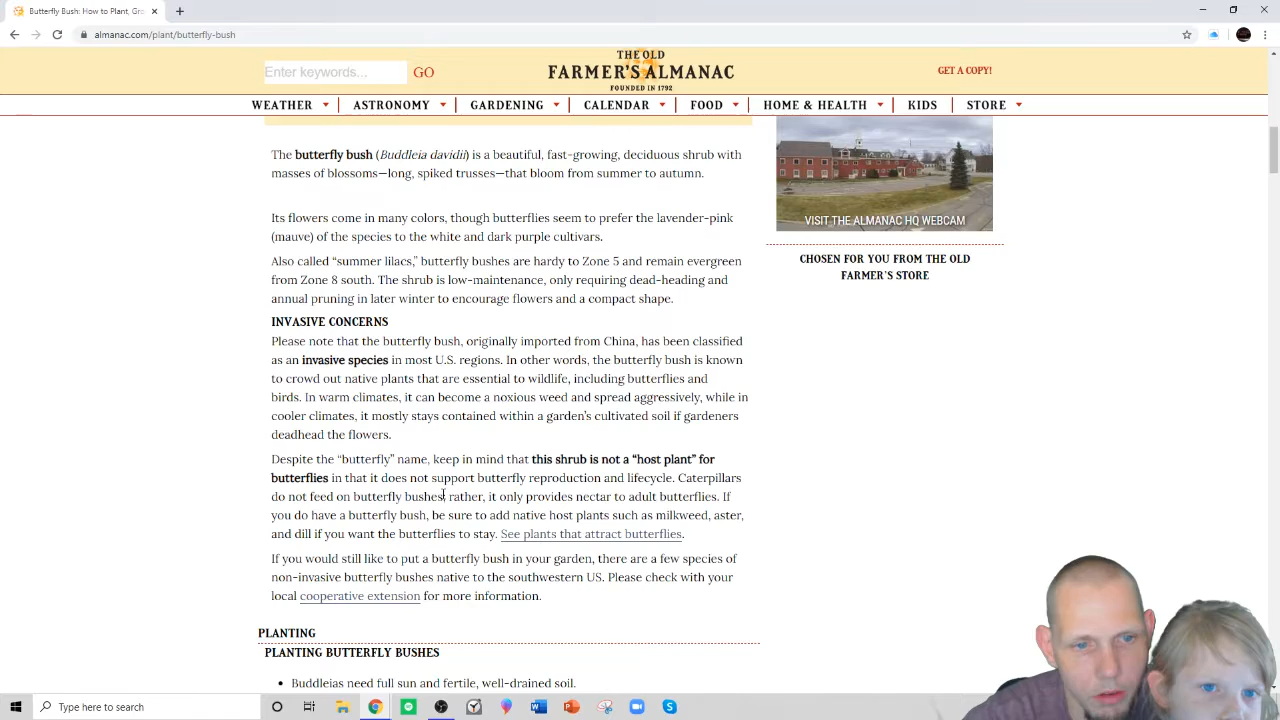 Butterfly Bush: How to Plant, Gro
almanac.com/plant/butterfly-bush
Enter keywords...
GO
THE OLD
FARMER'S ALMANAC
FOUNDED IN 1792
GET A COPY!
WEATHER
ASTRONOMY
GARDENING
CALENDAR
FOOD
HOME & HEALTH
KIDS
STORE
The butterfly bush (Buddleia davidii) is a beautiful, fast-growing, deciduous shrub with
masses of blossoms—long, spiked trusses—that bloom from summer to autumn.
Its flowers come in many colors, though butterflies seem to prefer the lavender-pink
(mauve) of the species to the white and dark purple cultivars.
Also called “summer lilacs,” butterfly bushes are hardy to Zone 5 and remain evergreen
from Zone 8 south. The shrub is low-maintenance, only requiring dead-heading and
annual pruning in later winter to encourage flowers and a compact shape.
INVASIVE CONCERNS
Please note that the butterfly bush, originally imported from China, has been classified
as an invasive species in most U.S. regions. In other words, the butterfly bush is known
to crowd out native plants that are essential to wildlife, including butterflies and
birds. In warm climates, it can become a noxious weed and spread aggressively, while in
cooler climates, it mostly stays contained within a garden's cultivated soil if gardeners
deadhead the flowers.
Despite the “butterfly” name, keep in mind that this shrub is not a “host plant” for
butterflies in that it does not support butterfly reproduction and lifecycle. Caterpillars
do not feed on butterfly bushes; rather, it only provides nectar to adult butterflies. If
you do have a butterfly bush, be sure to add native host plants such as milkweed, aster,
and dill if you want the butterflies to stay. See plants that attract butterflies.
If you would still like to put a butterfly bush in your garden, there are a few species of
non-invasive butterfly bushes native to the southwestern US. Please check with your
local cooperative extension for more information.
PLANTING
PLANTING BUTTERFLY BUSHES
• Buddleias need full sun and fertile, well-drained soil.
VISIT THE ALMANAC HQ WEBCAM
CHOSEN FOR YOU FROM THE OLD
FARMER'S STORE
Type here to search